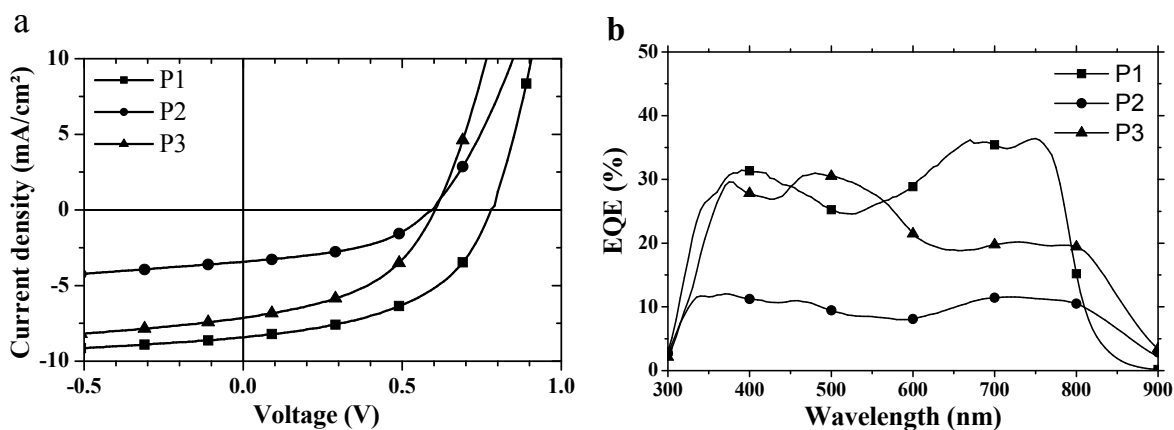 a
10
5
0
-5
-10
-0.5
0.0
0.5
1.0
Current density (mA/cm²)
Voltage (V)
P1
P2
P3
b
50
40
30
20
10
0
300
400
500
600
700
800
900
EQE (%)
Wavelength (nm)
P1
P2
P3